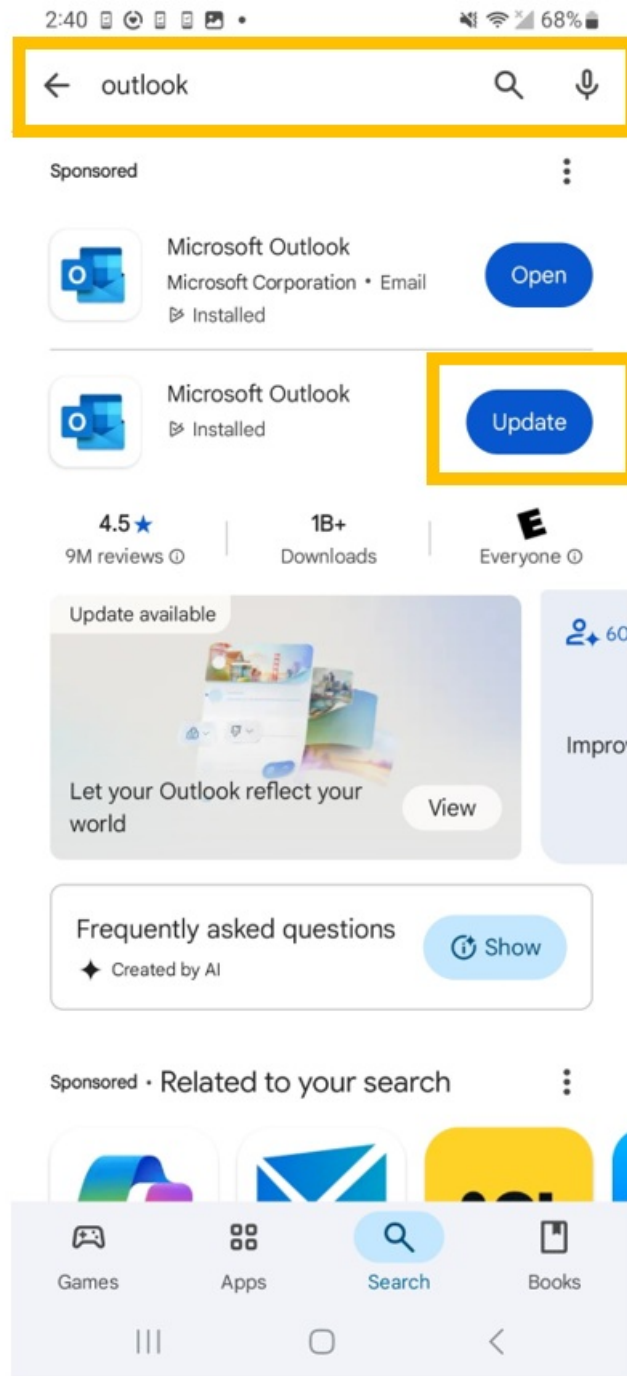 2:40
68%
outlook
Sponsored
Microsoft Outlook
Microsoft Corporation • Email
Installed
Open
Microsoft Outlook
Installed
Update
4.5★
9M reviews
1B+
Downloads
E
Everyone
Update available
Let your Outlook reflect your
world
View
60
Impro
Frequently asked questions
Created by AI
Show
Sponsored · Related to your search
Games
Apps
Search
Books